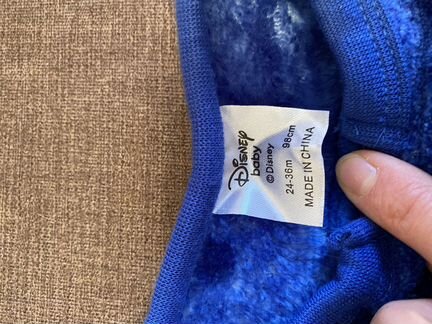 Disney
baby
© Disney
24-36m 98cm
MADE IN CHINA